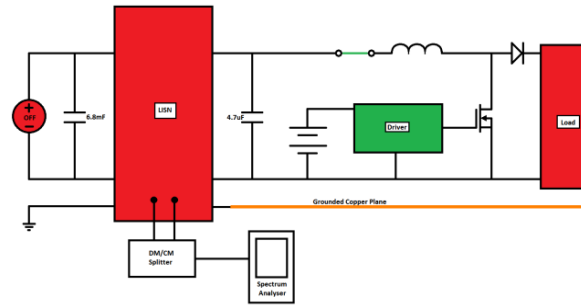 OFF
6.8mF
LISN
4.7uF
Driver
Load
Grounded Copper Plane
DM/CM
Splitter
Spectrum
Analyser